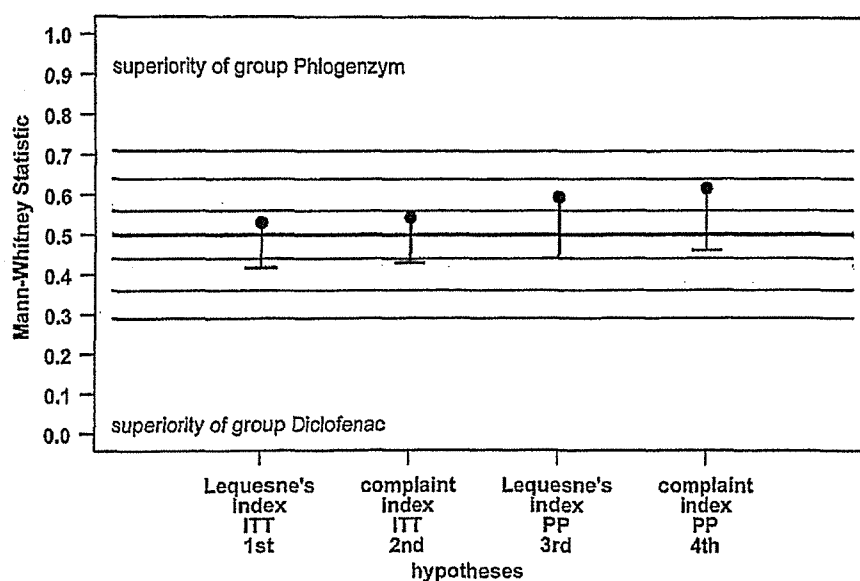 1.0
superiority of group Phlogenzym
0.9
0.8
0.7
0.6
0.5
0.4
0.3
0.2
0.1
superiority of group Diclofenac
0.0
Mann-Whitney Statistic
Lequesne's complaint Lequesne's complaint
index index index index
ITT ITT PP PP
1st 2nd 3rd 4th
hypotheses